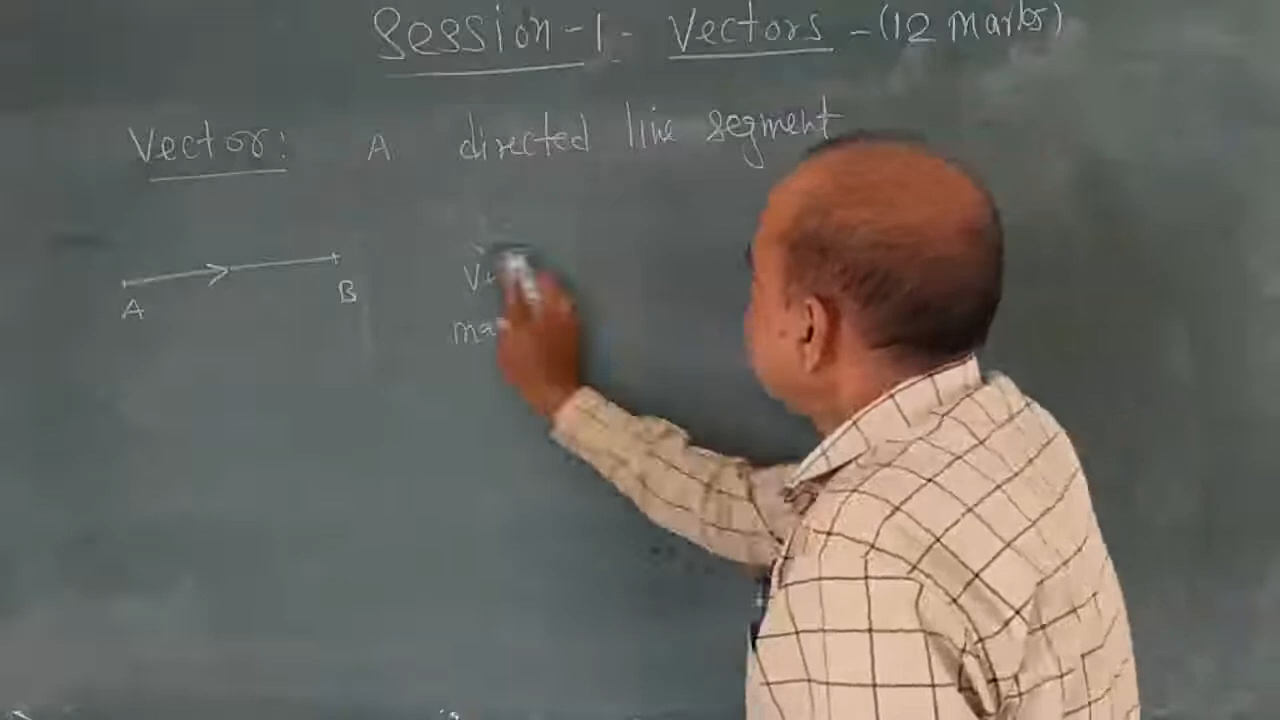 Session-1- Vectors - (12 marks)
Vector: A directed line segment
A B